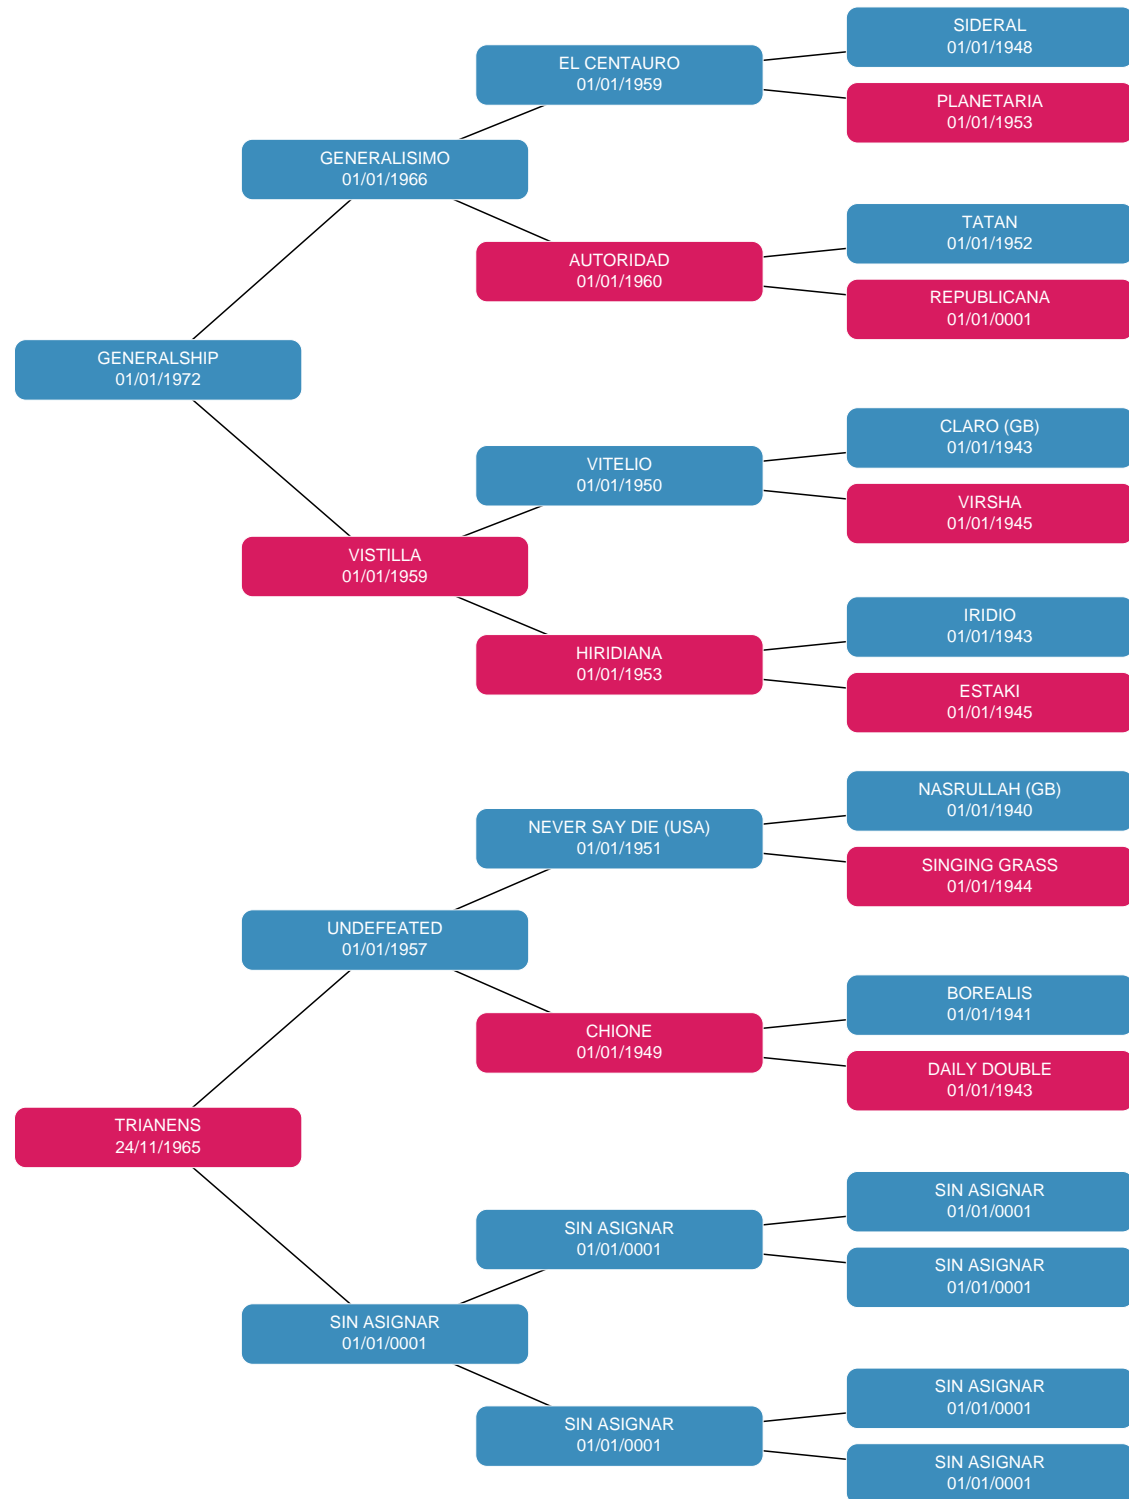 SIDERAL
01/01/1948
EL CENTAURO
01/01/1959
PLANETARIA
01/01/1953
GENERALISIMO
01/01/1966
TATAN
01/01/1952
AUTORIDAD
01/01/1960
REPUBLICANA
01/01/0001
GENERALSHIP
01/01/1972
CLARO (GB)
01/01/1943
VITELIO
01/01/1950
VIRSHA
01/01/1945
VISTILLA
01/01/1959
IRIDIO
01/01/1943
HIRIDIANA
01/01/1953
ESTAKI
01/01/1945
NASRULLAH (GB)
01/01/1940
NEVER SAY DIE (USA)
01/01/1951
SINGING GRASS
01/01/1944
UNDEFEATED
01/01/1957
BOREALIS
01/01/1941
CHIONE
01/01/1949
DAILY DOUBLE
01/01/1943
TRIANENS
24/11/1965
SIN ASIGNAR
01/01/0001
SIN ASIGNAR
01/01/0001
SIN ASIGNAR
01/01/0001
SIN ASIGNAR
01/01/0001
SIN ASIGNAR
01/01/0001
SIN ASIGNAR
01/01/0001
SIN ASIGNAR
01/01/0001